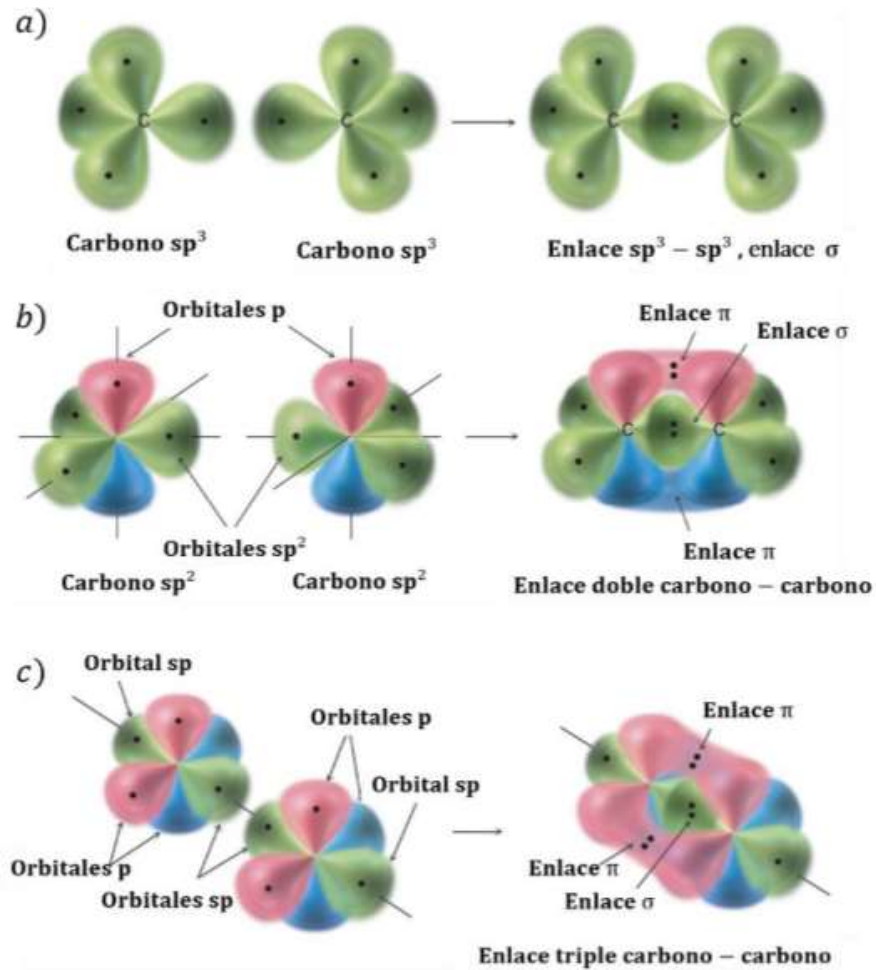 a)
C
C
C
C
Carbono sp³
Carbono sp³
Enlace sp³ – sp³ , enlace σ
b)
Orbitales p
Enlace π
Enlace σ
C
C
Orbitales sp²
Enlace π
Carbono sp²
Carbono sp²
Enlace doble carbono – carbono
c)
Orbital sp
Orbitales p
Enlace π
Orbital sp
Orbitales p
Orbitales sp
Enlace π
Enlace σ
Enlace triple carbono – carbono